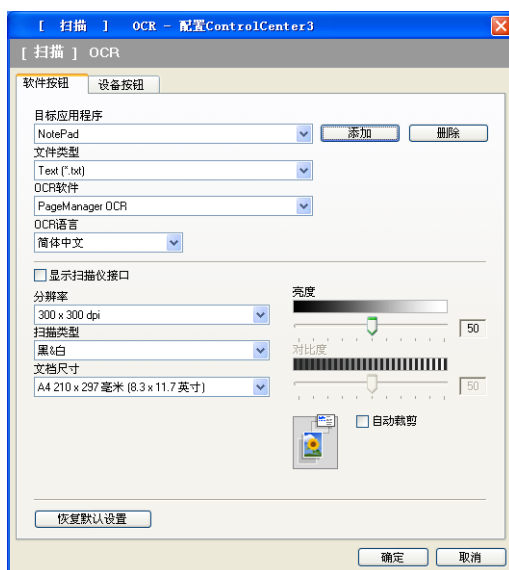 [ 扫描 ] OCR - 配置ControlCenter3
[ 扫描 ] OCR
软件按钮 设备按钮
目标应用程序
NotePad 添加 删除
文件类型
Text (*.txt)
OCR软件
PageManager OCR
OCR语言
简体中文
显示扫描仪接口
分辨率 亮度
300 x 300 dpi 50
扫描类型 对比度
黑&白
文档尺寸
A4 210 x 297 毫米 (8.3 x 11.7 英寸) 50
自动裁剪
恢复默认设置
确定 取消